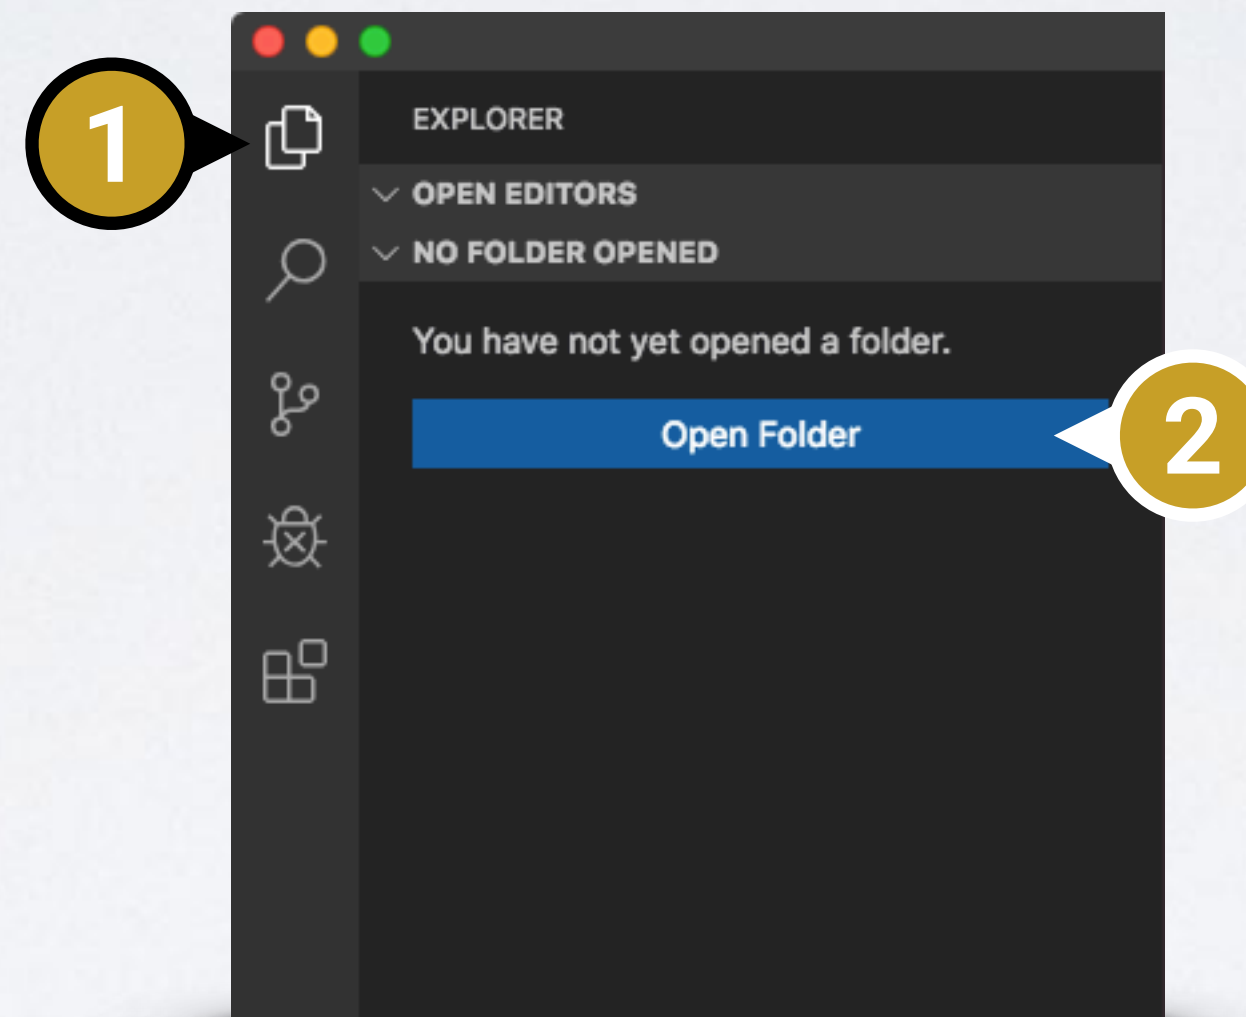 1
EXPLORER
OPEN EDITORS
NO FOLDER OPENED
You have not yet opened a folder.
Open Folder
2